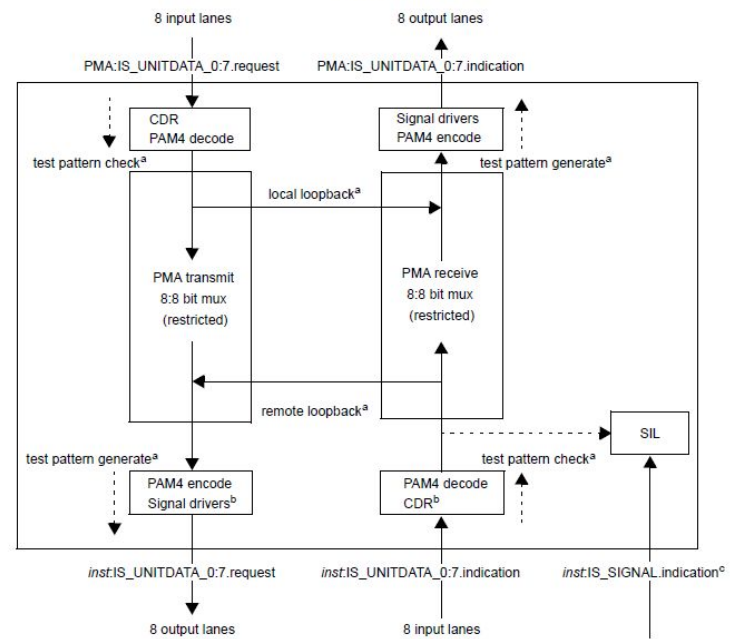 8 input lanes
8 output lanes
PMA:IS_UNITDATA_0:7.request
PMA:IS_UNITDATA_0:7.indication
CDR
PAM4 decode
Signal drivers
PAM4 encode
test pattern checkᵃ
test pattern generateᵃ
local loopbackᵃ
PMA transmit
8:8 bit mux
(restricted)
PMA receive
8:8 bit mux
(restricted)
remote loopbackᵃ
SIL
test pattern generateᵃ
test pattern checkᵃ
PAM4 encode
Signal driversᵇ
PAM4 decode
CDRᵇ
inst:IS_UNITDATA_0:7.request
inst:IS_UNITDATA_0:7.indication
inst:IS_SIGNAL.indicationᶜ
8 output lanes
8 input lanes